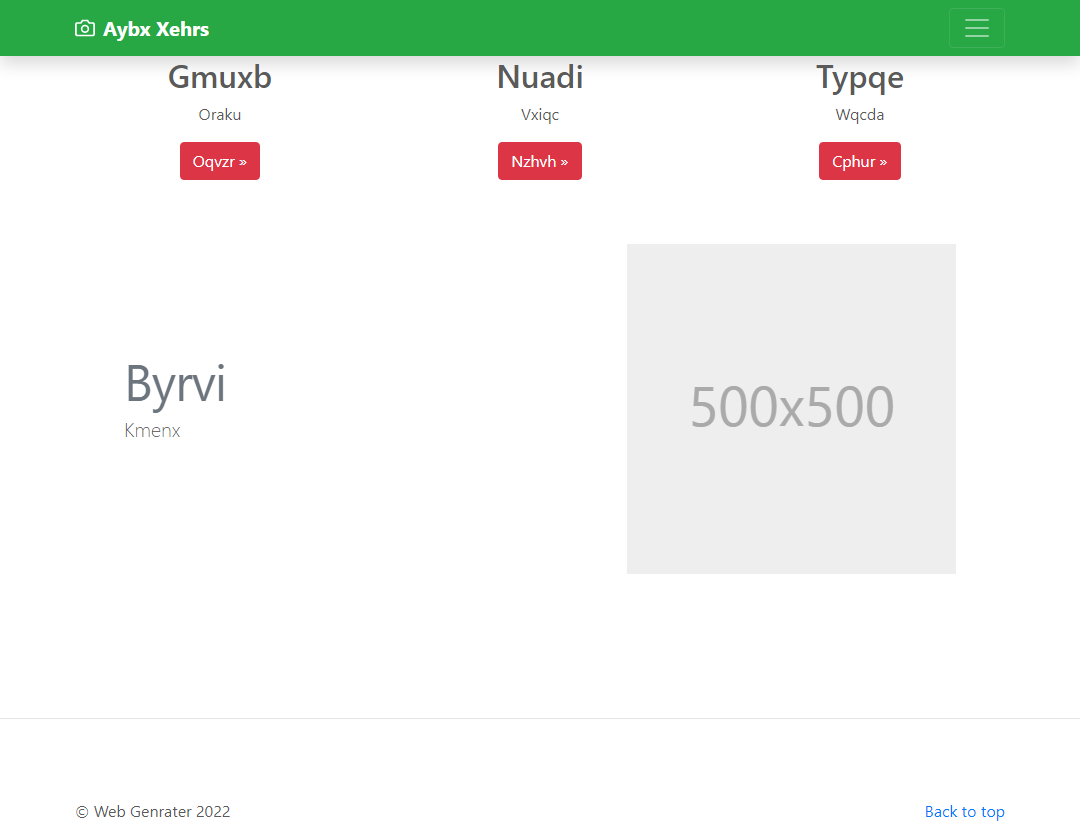 Aybx Xehrs
Gmuxb
Nuadi
Typqe
Oraku
Vxiqc
Wqcda
Oqvzr »
Nzhvh »
Cphur »
Byrvi
Kmenx
500x500
© Web Genrater 2022
Back to top